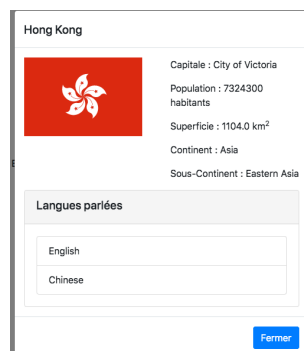 Hong Kong
Capitale : City of Victoria
Population : 7324300
habitants
Superficie : 1104.0 km²
Continent : Asia
Sous-Continent : Eastern Asia
Langues parlées
English
Chinese
Fermer